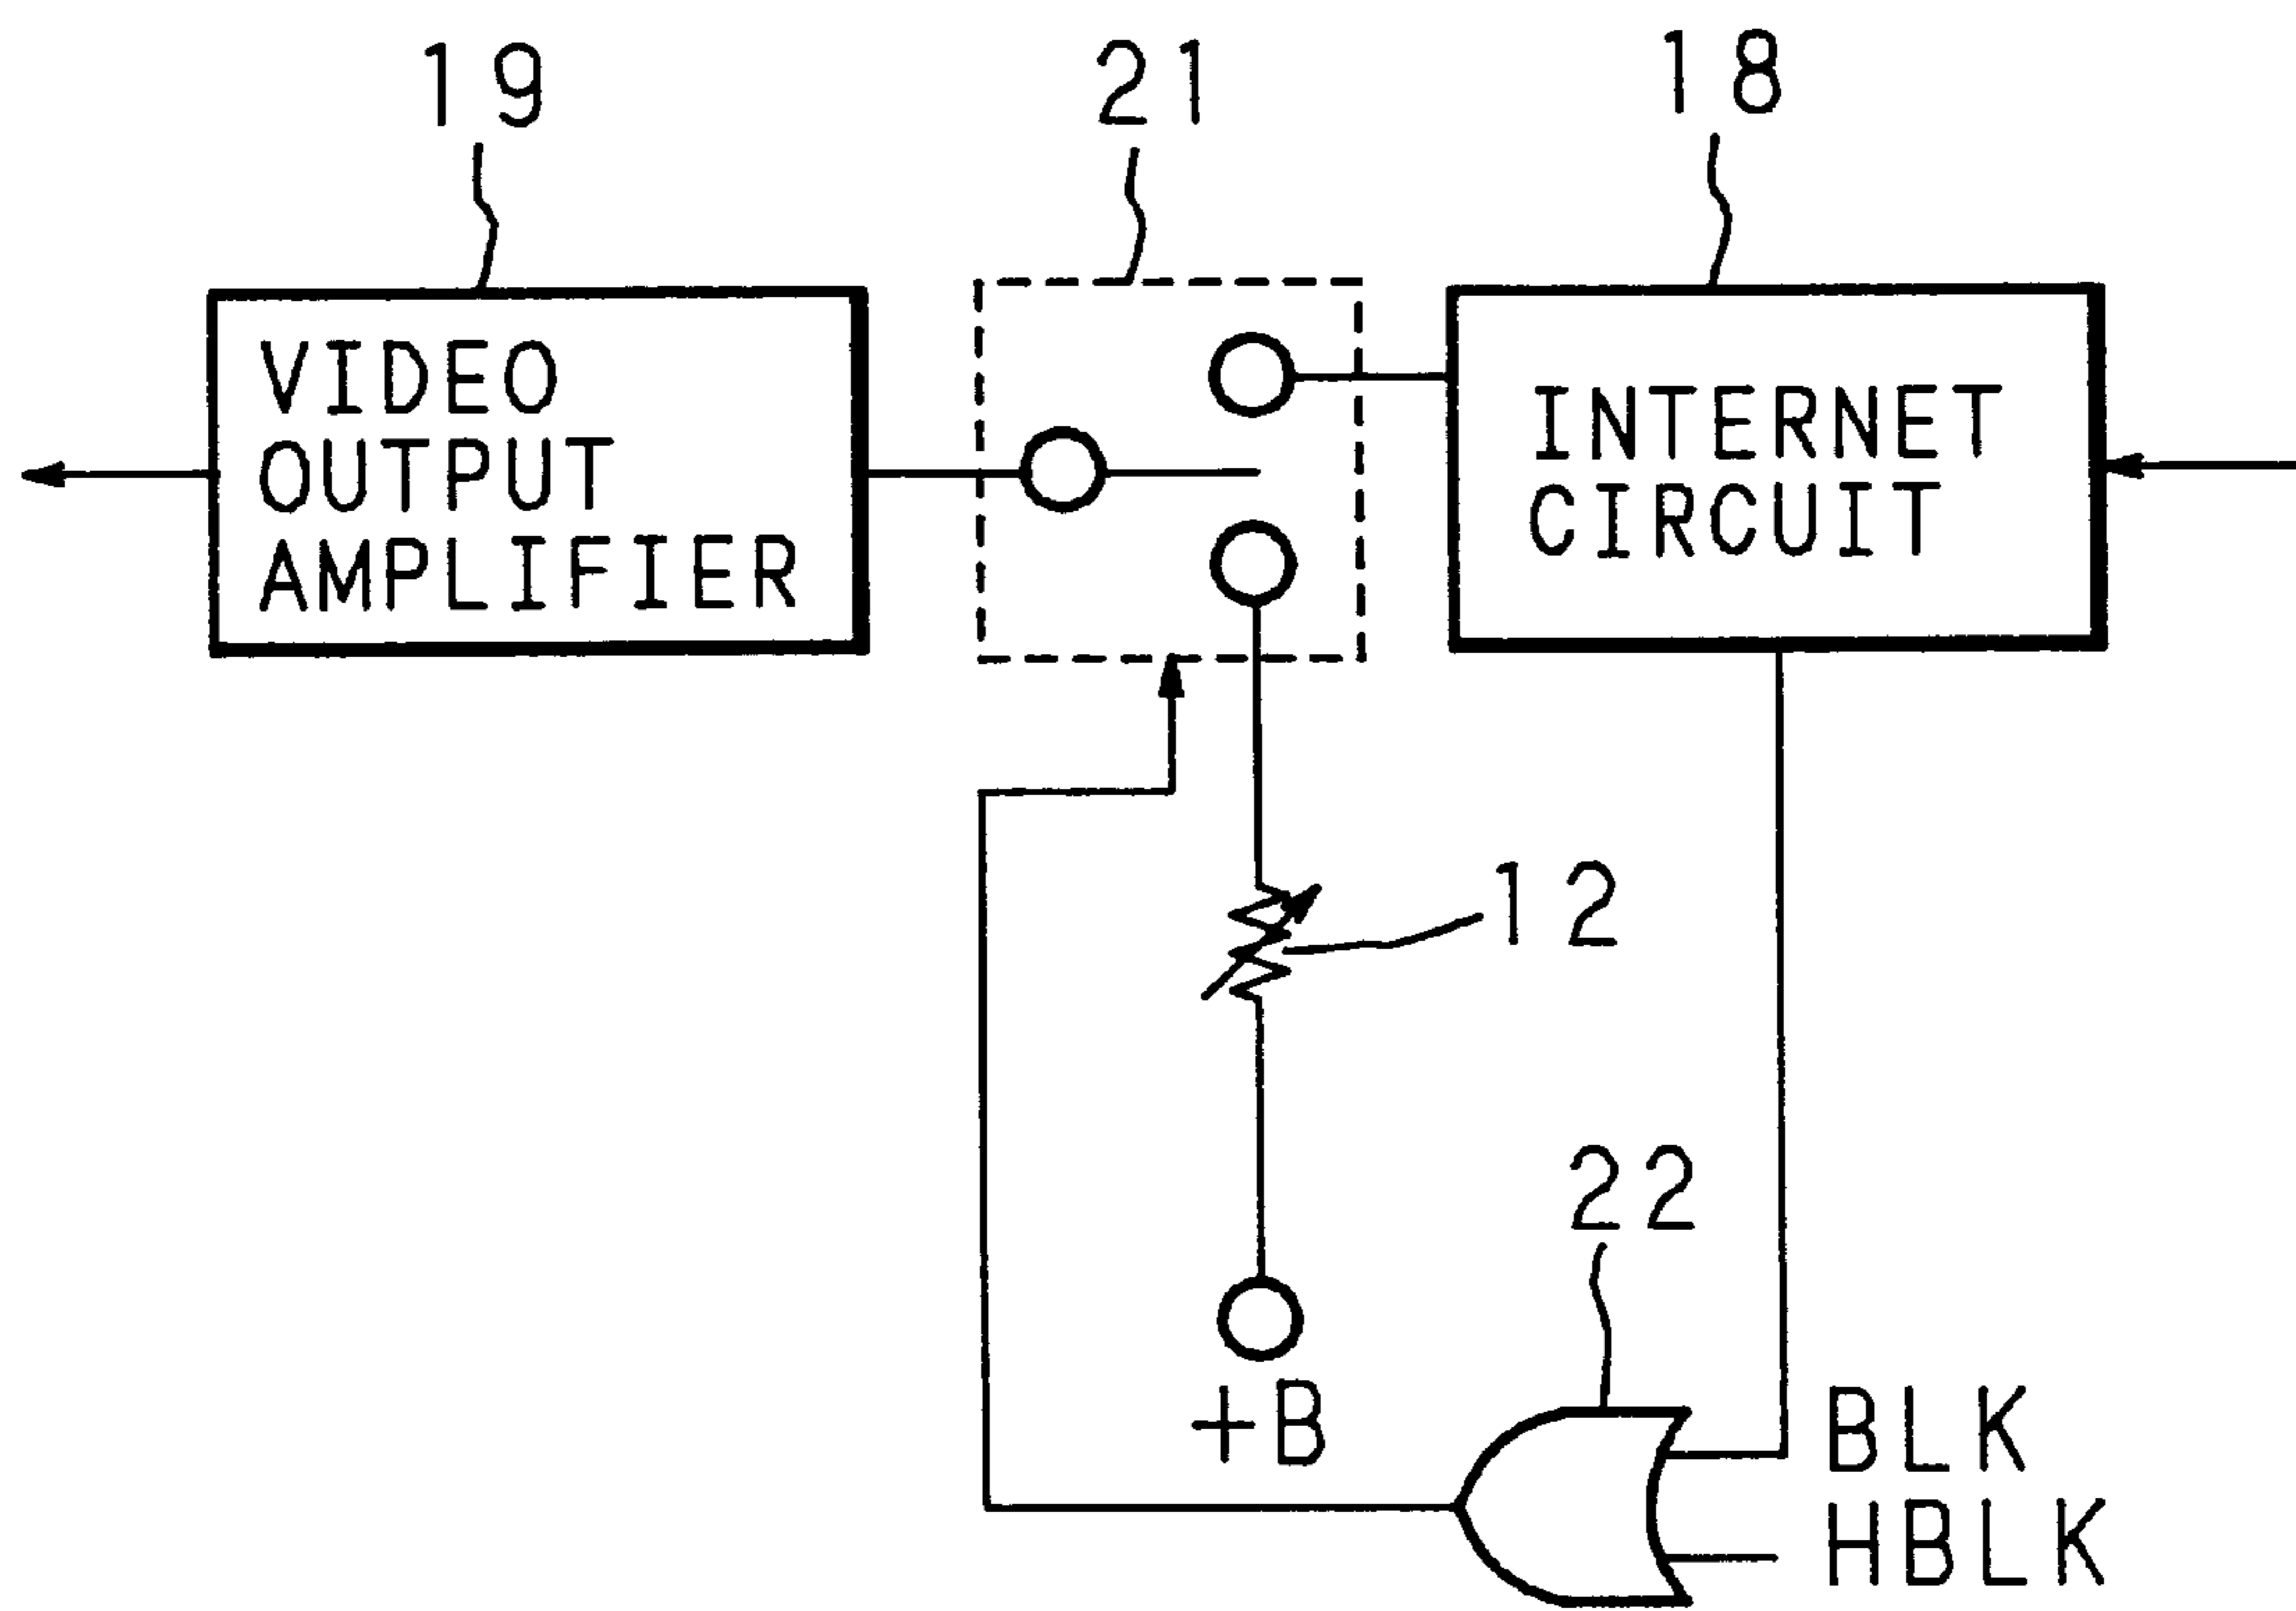 19
21
18
VIDEO
OUTPUT
AMPLIFIER
INTERNET
CIRCUIT
12
22
+B
BLK
HBLK